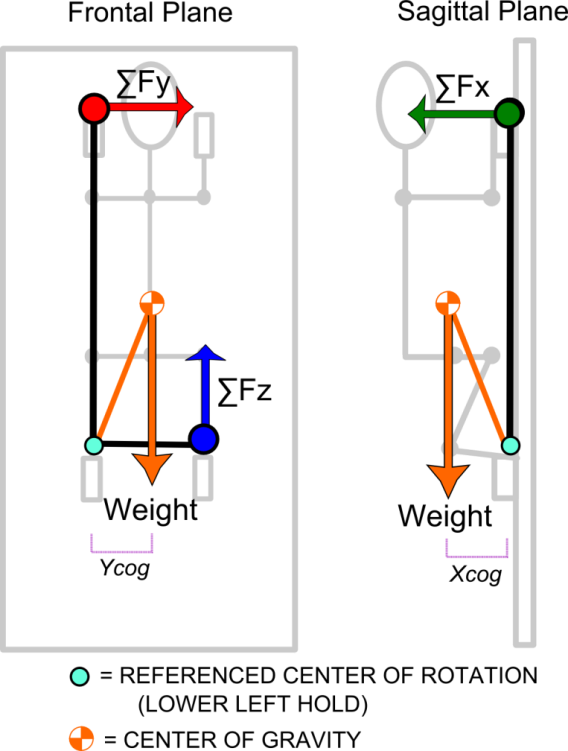 Frontal Plane
Sagittal Plane
∑Fy
∑Fx
∑Fz
Weight
Weight
Ycog
Xcog
= REFERENCED CENTER OF ROTATION
(LOWER LEFT HOLD)
= CENTER OF GRAVITY